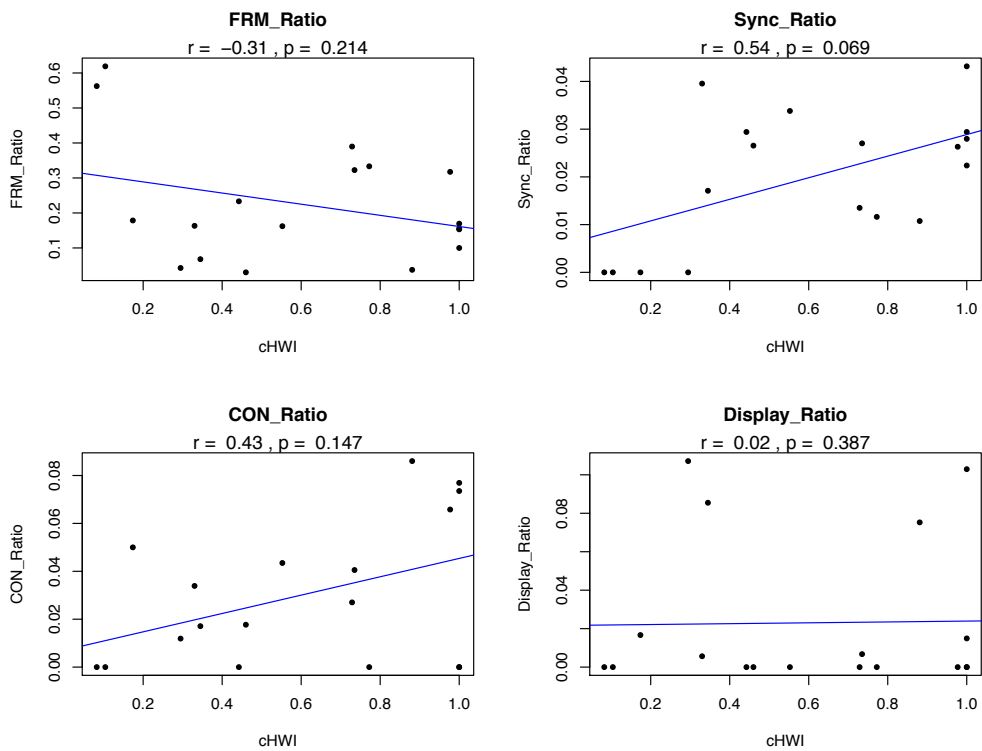 FRM_Ratio
r = −0.31 , p = 0.214
FRM_Ratio
0.6
0.5
0.4
0.3
0.2
0.1
0.2 0.4 0.6 0.8 1.0
cHWI
Sync_Ratio
r = 0.54 , p = 0.069
Sync_Ratio
0.04
0.03
0.02
0.01
0.00
0.2 0.4 0.6 0.8 1.0
cHWI
CON_Ratio
r = 0.43 , p = 0.147
CON_Ratio
0.08
0.06
0.04
0.02
0.00
0.2 0.4 0.6 0.8 1.0
cHWI
Display_Ratio
r = 0.02 , p = 0.387
Display_Ratio
0.08
0.04
0.00
0.2 0.4 0.6 0.8 1.0
cHWI